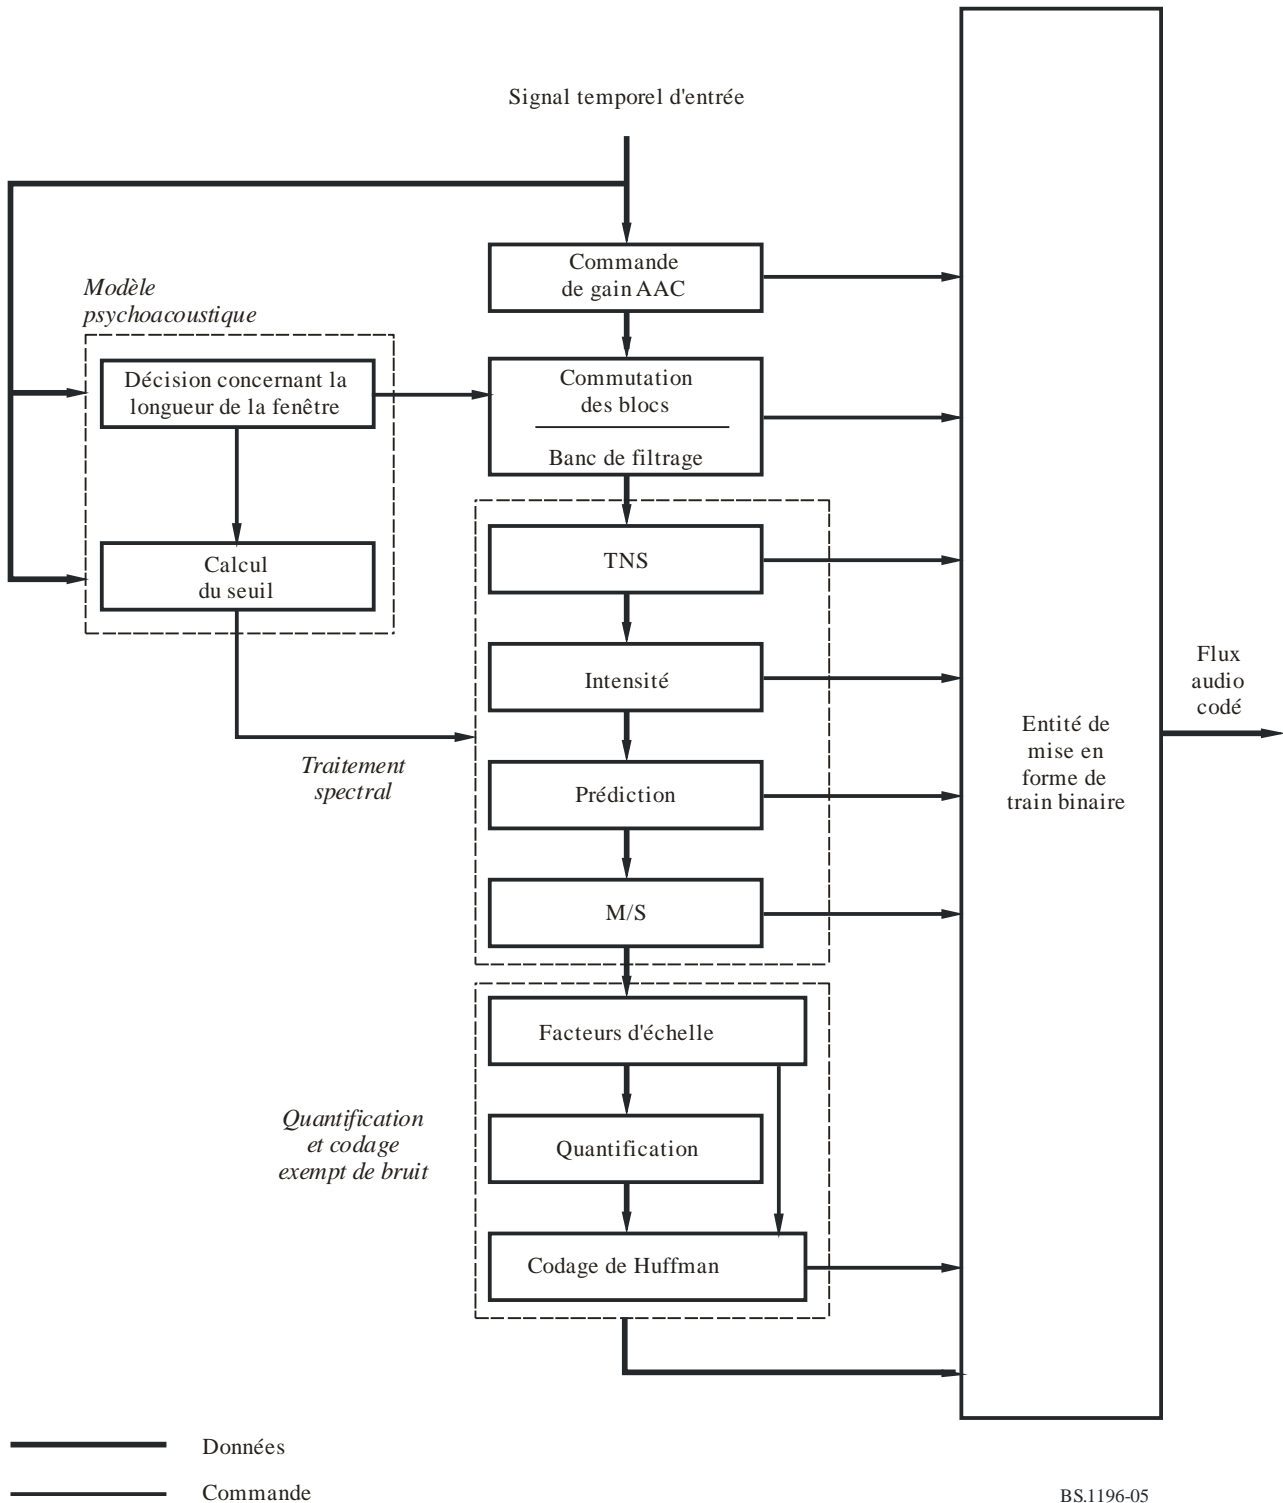 Signal temporel d'entrée
Commande
de gain AAC
Modèle
psychoacoustique
Décision concernant la
longueur de la fenêtre
Commutation
des blocs
Banc de filtrage
TNS
Calcul
du seuil
Intensité
Flux
audio
codé
Entité de
mise en
forme de
train binaire
Traitement
spectral
Prédiction
M/S
Facteurs d'échelle
Quantification
et codage
exempt de bruit
Quantification
Codage de Huffman
Données
Commande
BS.1196-05